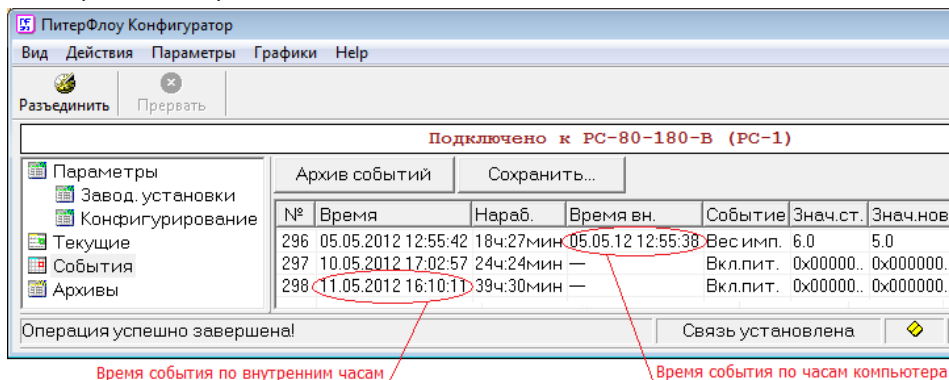 ПитерФлоу Конфигуратор
Вид Действия Параметры Графики Help
Разъединить Прервать
Подключено к РС-80-180-В (РС-1)
Параметры
Завод. установки
Конфигурирование
Текущие
События
Архивы
Архив событий Сохранить...
№ Время Нараб. Время вн. Событие Знач.ст. Знач.нов
296 05.05.2012 12:55:42 18ч:27мин 05.05.12 12:55:38 Вес имп. 6.0 5.0
297 10.05.2012 17:02:57 24ч:24мин — Вкл.пит. 0x00000.. 0x000000.
298 11.05.2012 16:10:11 39ч:30мин — Вкл.пит. 0x00000.. 0x000000.
Операция успешно завершена! Связь установлена
Время события по внутренним часам Время события по часам компьютера